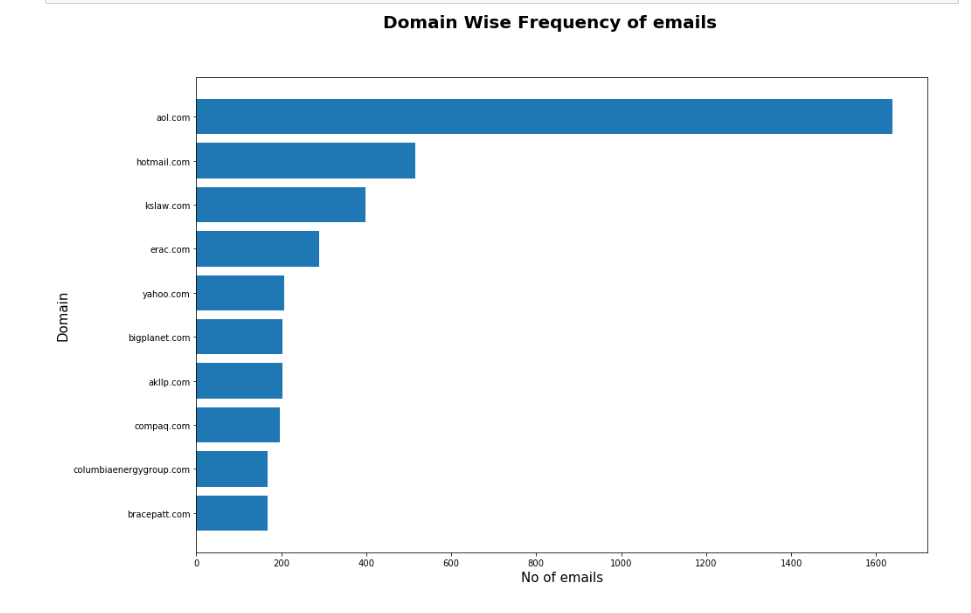 Domain Wise Frequency of emails
Domain
aol.com
hotmail.com
kslaw.com
erac.com
yahoo.com
bigplanet.com
akllp.com
compaq.com
columbiaenergygroup.com
bracepatt.com
0 200 400 600 800 1000 1200 1400 1600
No of emails